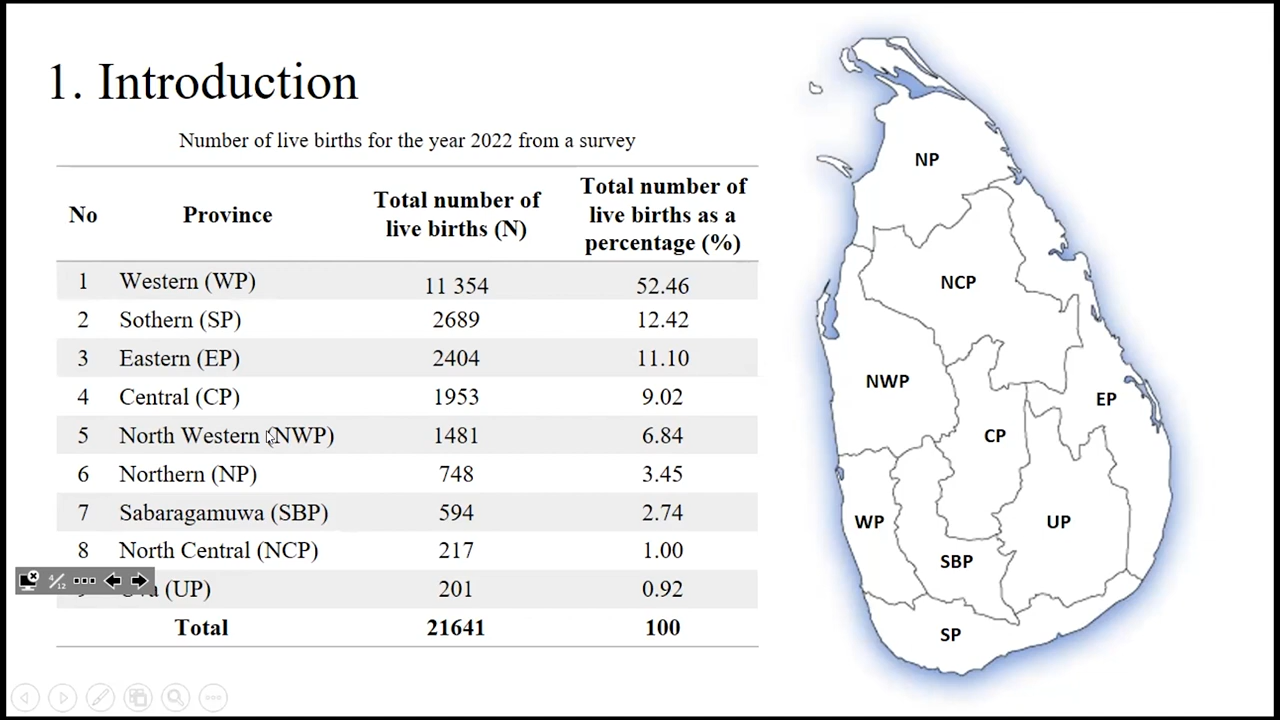 1. Introduction
Number of live births for the year 2022 from a survey
No Province Total number of live births (N) Total number of live births as a percentage (%)
1 Western (WP) 11 354 52.46
2 Sothern (SP) 2689 12.42
3 Eastern (EP) 2404 11.10
4 Central (CP) 1953 9.02
5 North Western (NWP) 1481 6.84
6 Northern (NP) 748 3.45
7 Sabaragamuwa (SBP) 594 2.74
8 North Central (NCP) 217 1.00
(UP) 201 0.92
Total 21641 100
4/12
NP
NCP
NWP
EP
CP
WP
UP
SBP
SP